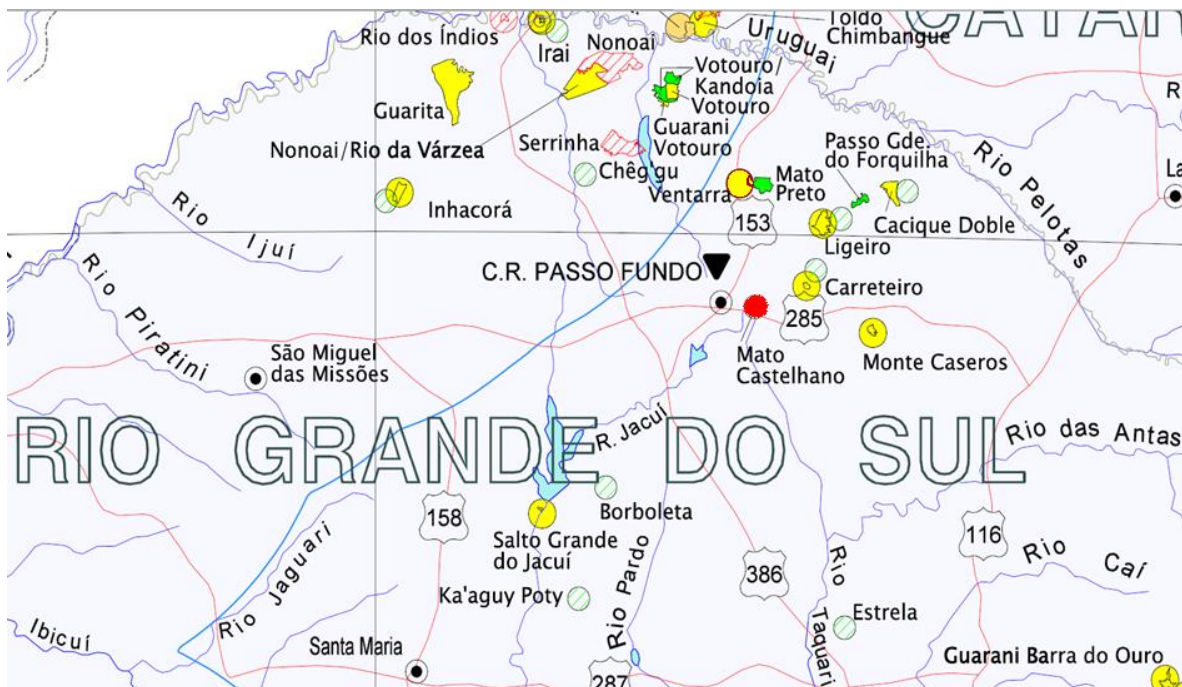 CATAR
Toldo
Chimbangue
Uruguai
Rio dos Índios
Irai
Nonoai
Votouro/
Kandoia
Votouro
Guarita
Guarani
Votouro
Nonoai/Rio da Várzea
Serrinha
Chêg'gu
Passo Gde.
do Forquilha
Rio Pelotas
Ventarra
Mato
Preto
Inhacorá
Rio Ijuí
153
Cacique Doble
Ligeiro
C.R. PASSO FUNDO
Carreteiro
285
Rio Piratini
São Miguel
das Missões
Mato
Castelhano
Monte Caseros
RIO GRANDE DO SUL
R. Jacuí
Rio das Antas
158
Borboleta
Salto Grande
do Jacuí
116
Rio Caí
Rio Jaguari
Rio Pardo
386
Ka'aguy Poty
Rio Taquari
Estrela
Ibicuí
Santa Maria
Guarani Barra do Ouro
287
R
La